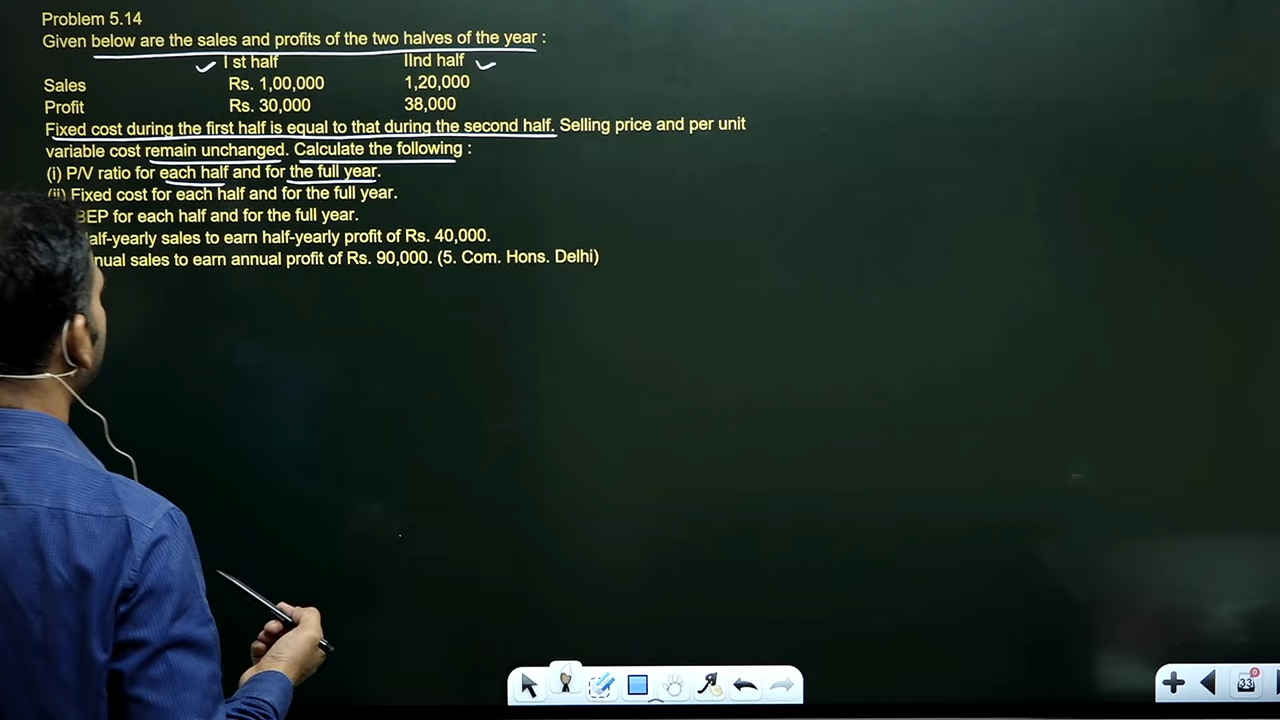 Problem 5.14
Given below are the sales and profits of the two halves of the year :
I st half IInd half
Sales Rs. 1,00,000 1,20,000
Profit Rs. 30,000 38,000
Fixed cost during the first half is equal to that during the second half. Selling price and per unit
variable cost remain unchanged. Calculate the following :
(i) P/V ratio for each half and for the full year.
(ii) Fixed cost for each half and for the full year.
BEP for each half and for the full year.
alf-yearly sales to earn half-yearly profit of Rs. 40,000.
nual sales to earn annual profit of Rs. 90,000. (5. Com. Hons. Delhi)
33
0